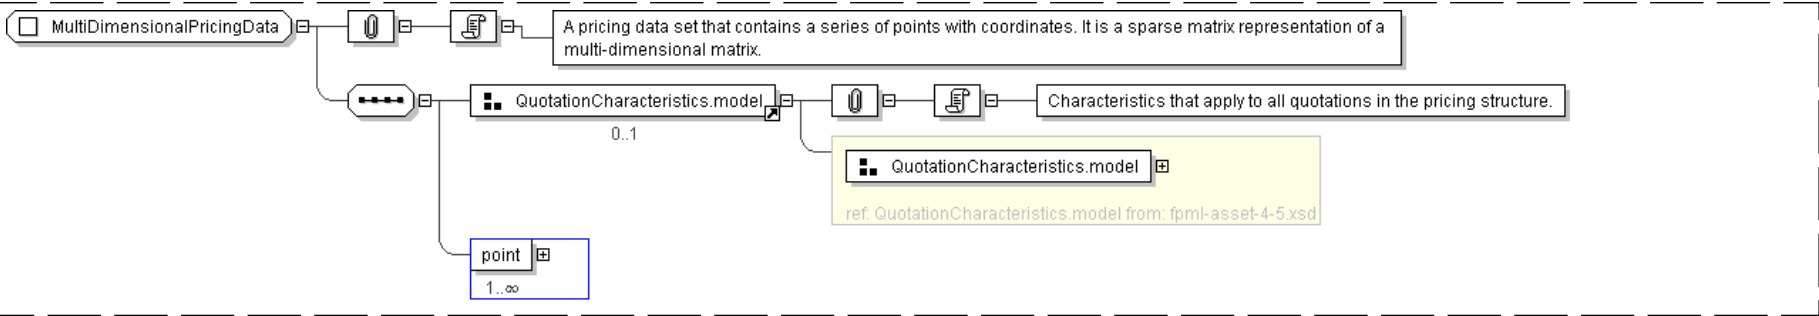 MultiDimensionalPricingData
A pricing data set that contains a series of points with coordinates. It is a sparse matrix representation of a
multi-dimensional matrix.
QuotationCharacteristics.model
0..1
Characteristics that apply to all quotations in the pricing structure.
QuotationCharacteristics.model
ref: QuotationCharacteristics.model from: fpml-asset-4-5.xsd
point
1..∞